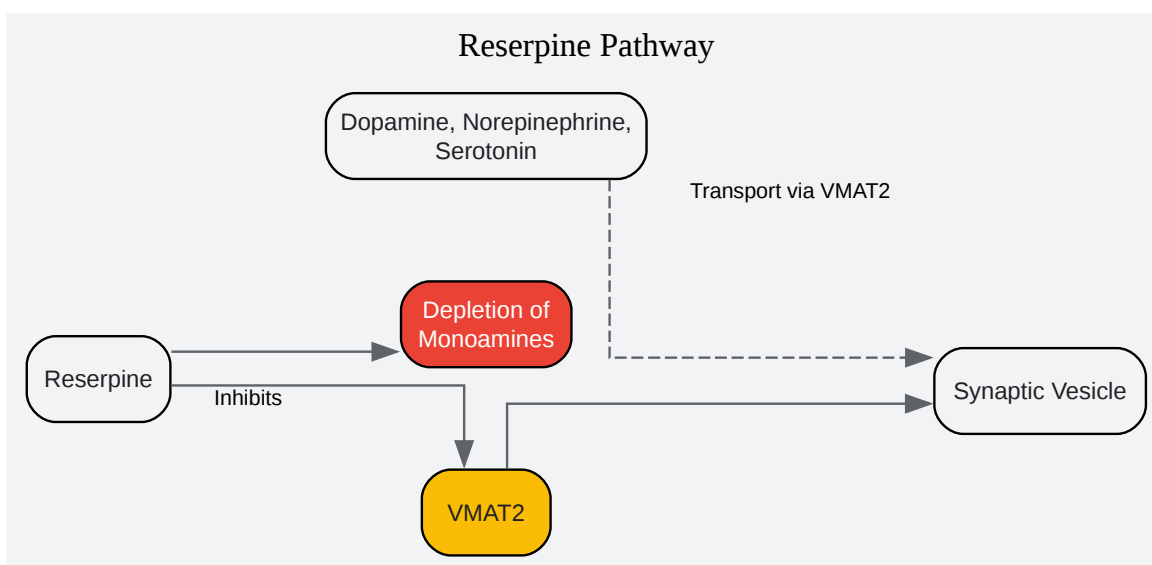 Reserpine Pathway
Dopamine, Norepinephrine,
Serotonin
Transport via VMAT2
Depletion of
Monoamines
Reserpine
Inhibits
Synaptic Vesicle
VMAT2